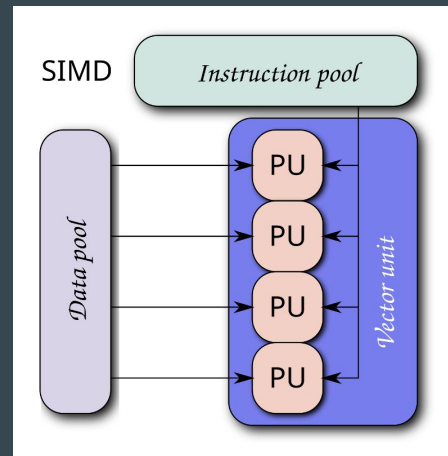 SIMD
Instruction pool
Data pool
PU
PU
PU
PU
Vector unit